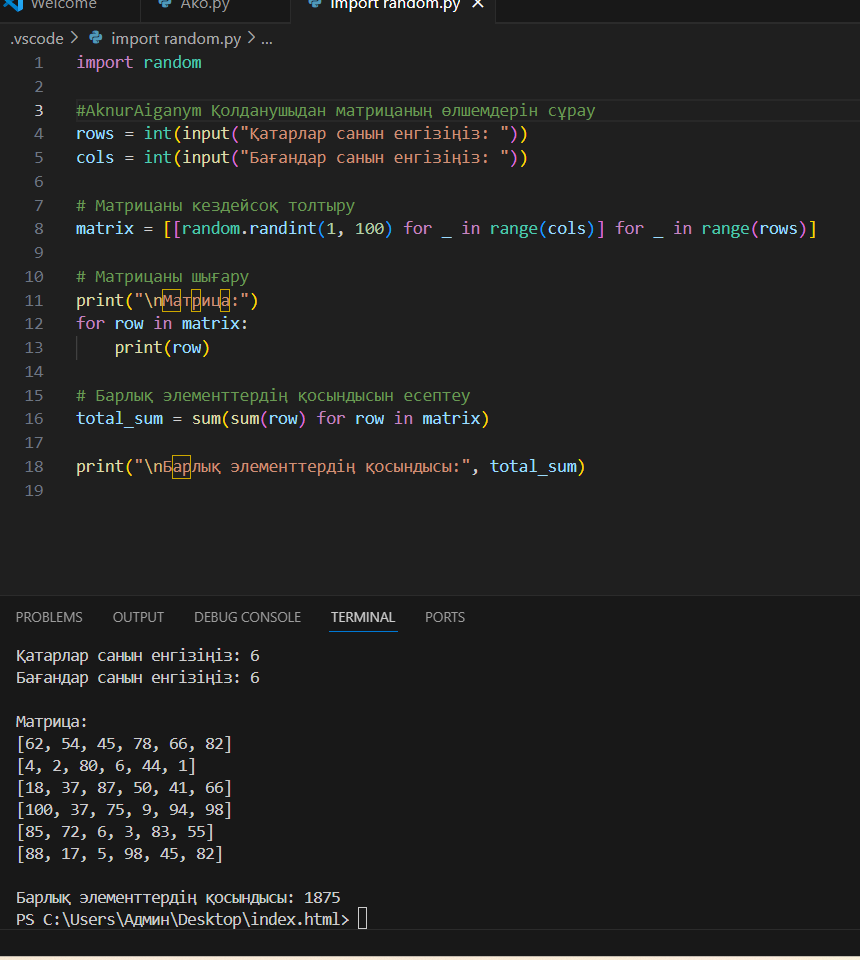 Welcome Ako.py import random.py ×
.vscode > import random.py > ...
1 import random
2
3 #AknurAiganym Қолданушыдан матрицаның өлшемдерін сұрау
4 rows = int(input("Қатарлар санын енгізіңіз: "))
5 cols = int(input("Бағандар санын енгізіңіз: "))
6
7 # Матрицаны кездейсоқ толтыру
8 matrix = [[random.randint(1, 100) for _ in range(cols)] for _ in range(rows)]
9
10 # Матрицаны шығару
11 print("\nМатрица:")
12 for row in matrix:
13     print(row)
14
15 # Барлық элементтердің қосындысын есептеу
16 total_sum = sum(sum(row) for row in matrix)
17
18 print("\nБарлық элементтердің қосындысы:", total_sum)
19
PROBLEMS OUTPUT DEBUG CONSOLE TERMINAL PORTS
Қатарлар санын енгізіңіз: 6
Бағандар санын енгізіңіз: 6
Матрица:
[62, 54, 45, 78, 66, 82]
[4, 2, 80, 6, 44, 1]
[18, 37, 87, 50, 41, 66]
[100, 37, 75, 9, 94, 98]
[85, 72, 6, 3, 83, 55]
[88, 17, 5, 98, 45, 82]
Барлық элементтердің қосындысы: 1875
PS C:\Users\Админ\Desktop\index.html>